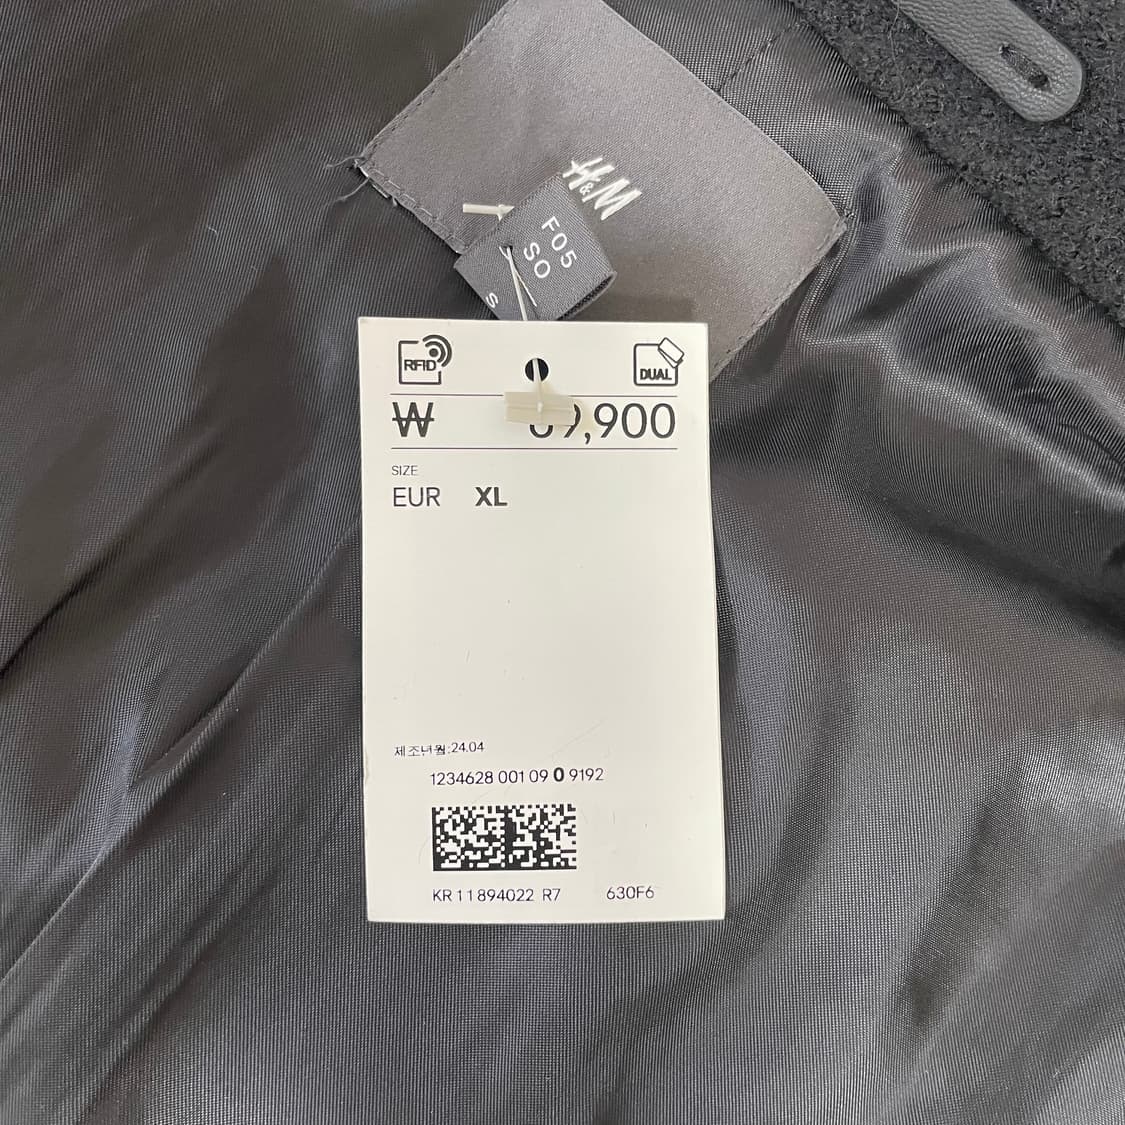 H&M
F05
SO
S
RFID
DUAL
₩ 9,900
SIZE
EUR XL
제조년월:24.04
1234628 001 09 0 9192
KR 11894022 R7 630F6